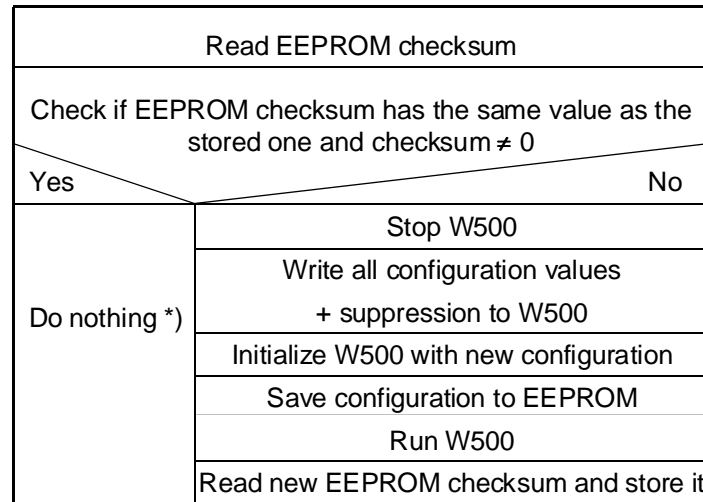 Read EEPROM checksum
Check if EEPROM checksum has the same value as the
stored one and checksum ≠ 0
Yes
No
Do nothing *)
Stop W500
Write all configuration values
+ suppression to W500
Initialize W500 with new configuration
Save configuration to EEPROM
Run W500
Read new EEPROM checksum and store it